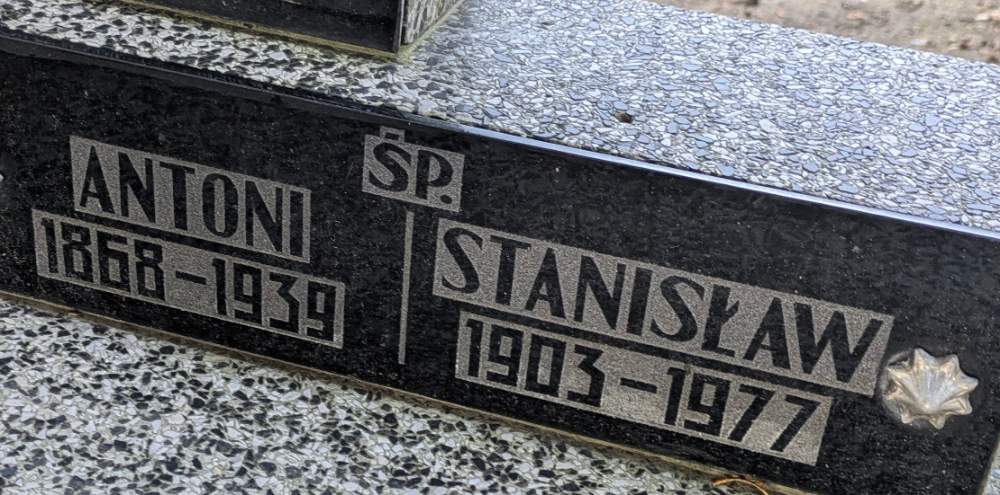 ŚP.
ANTONI
1868-1939
STANISŁAW
1903-1977